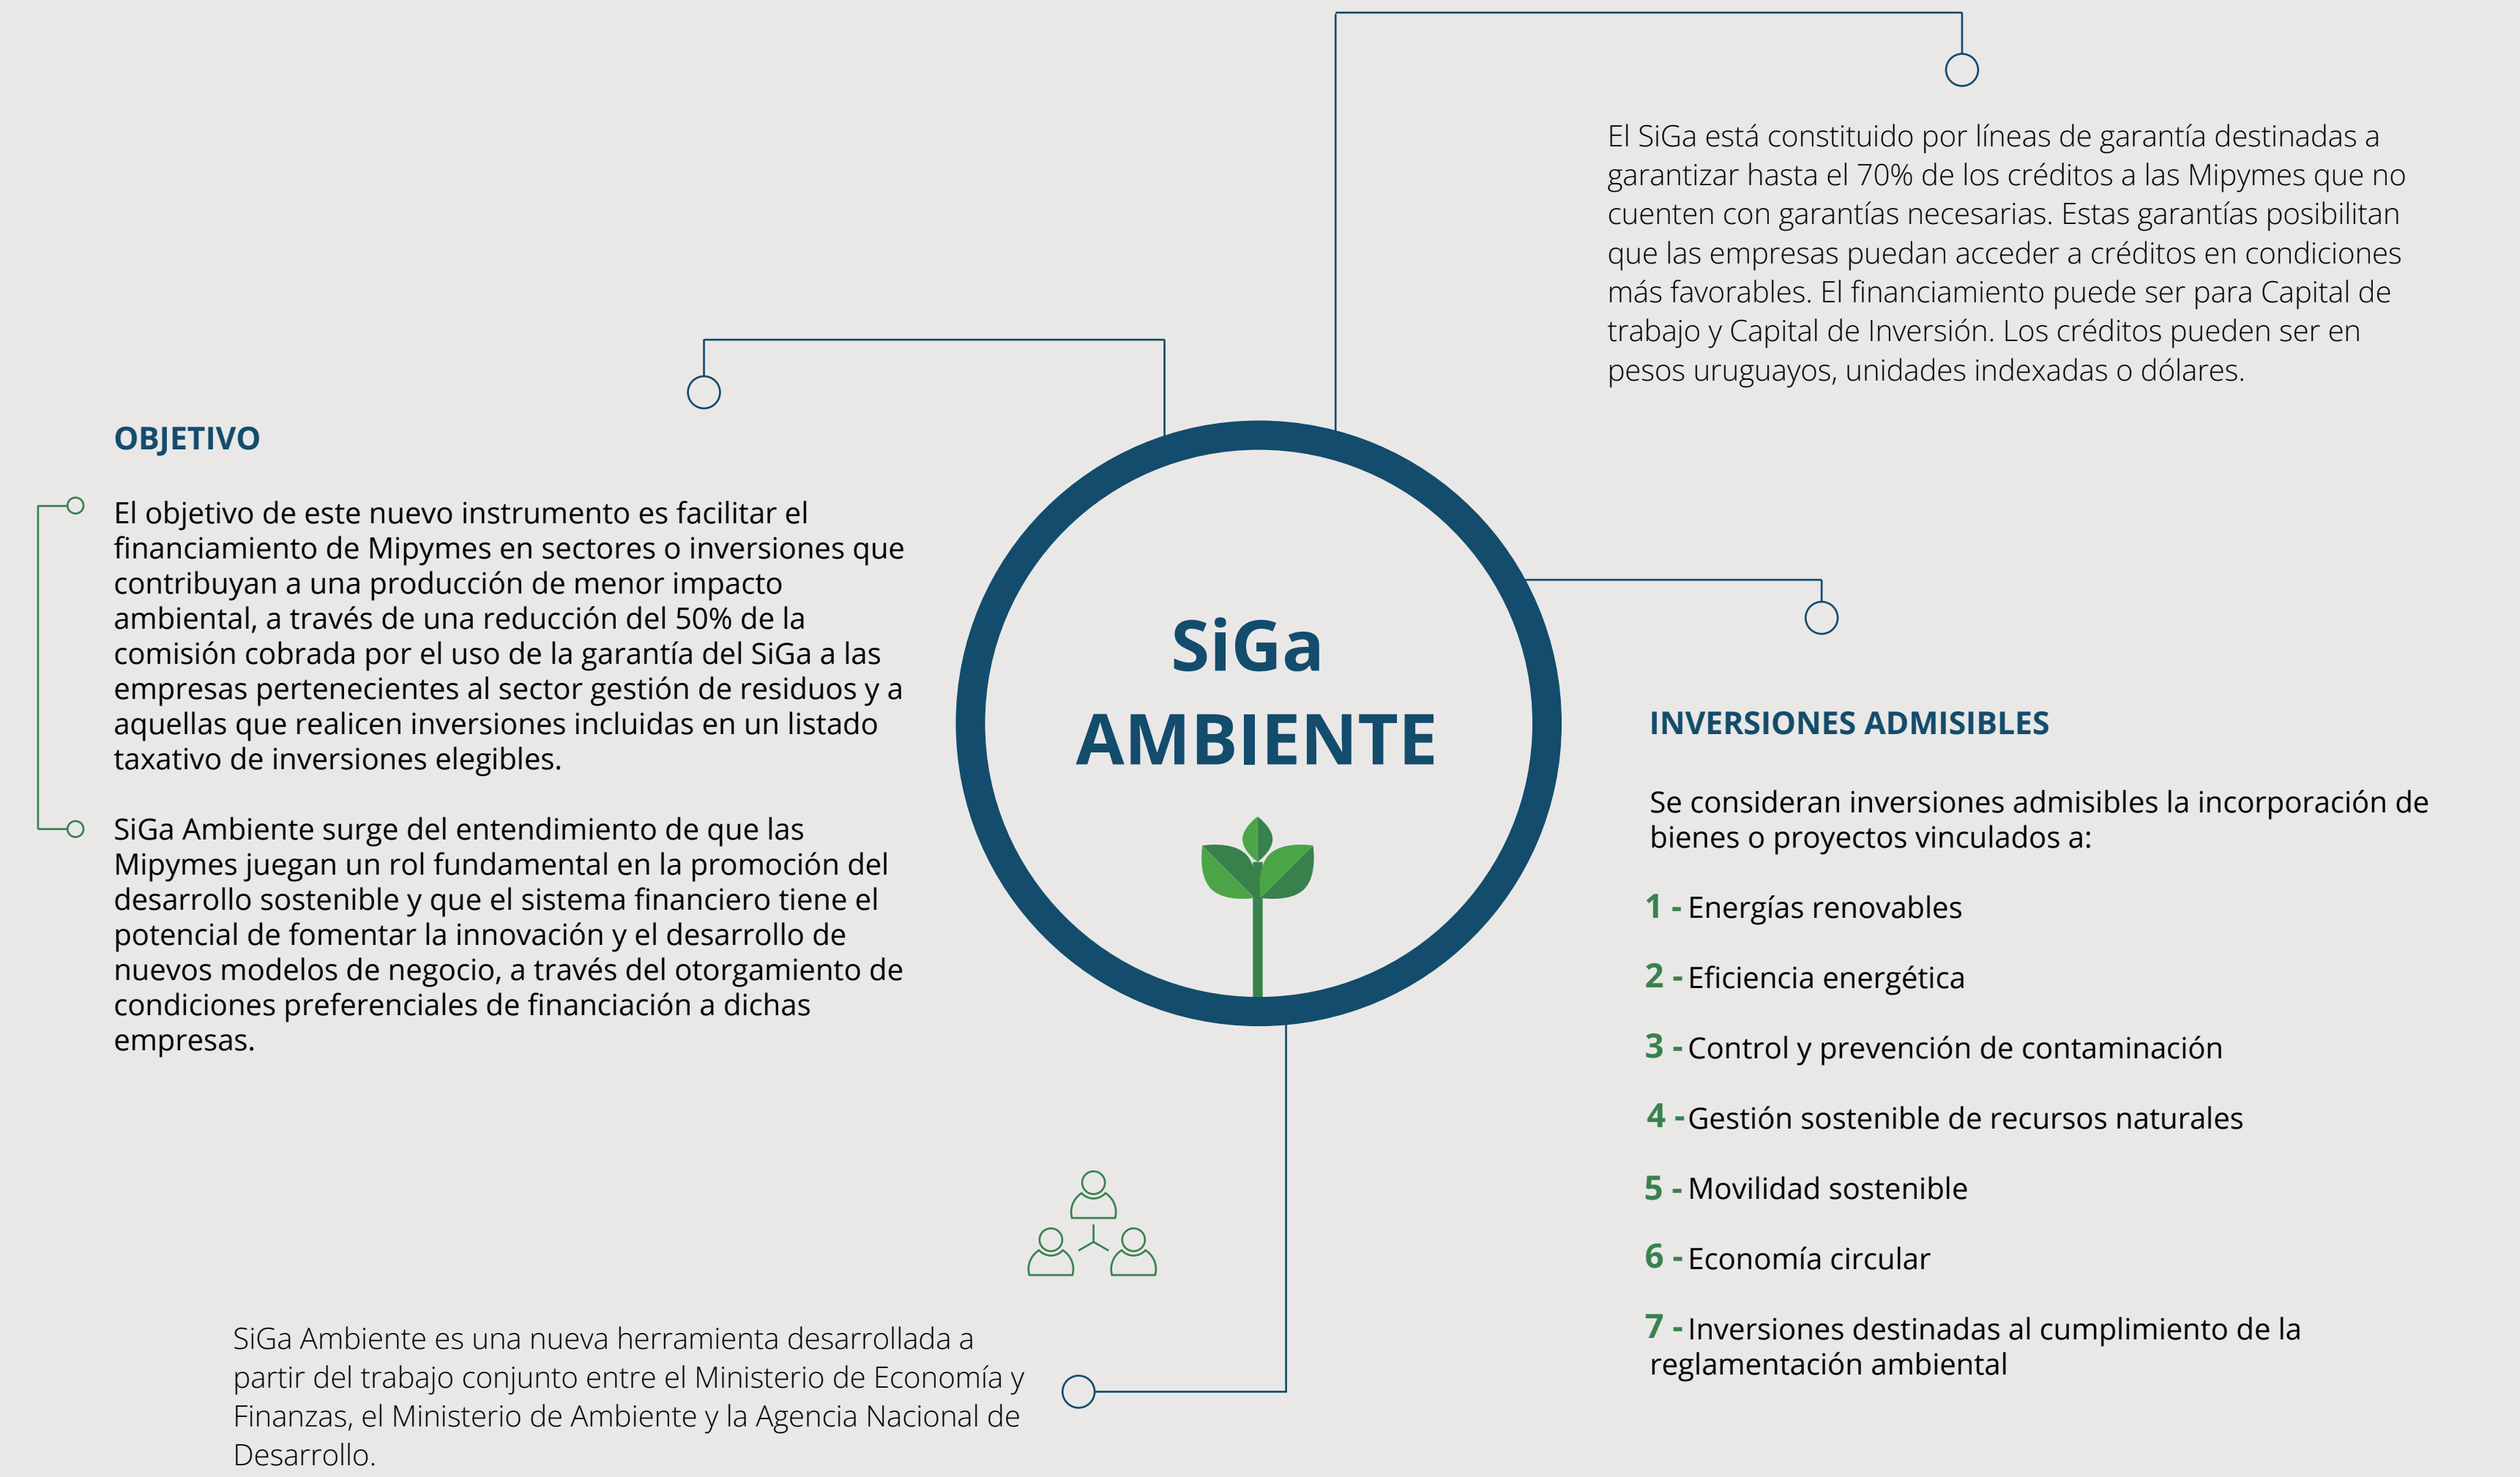 El SiGa está constituido por líneas de garantía destinadas a
garantizar hasta el 70% de los créditos a las Mipymes que no
cuenten con garantías necesarias. Estas garantías posibilitan
que las empresas puedan acceder a créditos en condiciones
más favorables. El financiamiento puede ser para Capital de
trabajo y Capital de Inversión. Los créditos pueden ser en
pesos uruguayos, unidades indexadas o dólares.
OBJETIVO
El objetivo de este nuevo instrumento es facilitar el
financiamiento de Mipymes en sectores o inversiones que
contribuyan a una producción de menor impacto
ambiental, a través de una reducción del 50% de la
comisión cobrada por el uso de la garantía del SiGa a las
empresas pertenecientes al sector gestión de residuos y a
aquellas que realicen inversiones incluidas en un listado
taxativo de inversiones elegibles.
SiGa Ambiente surge del entendimiento de que las
Mipymes juegan un rol fundamental en la promoción del
desarrollo sostenible y que el sistema financiero tiene el
potencial de fomentar la innovación y el desarrollo de
nuevos modelos de negocio, a través del otorgamiento de
condiciones preferenciales de financiación a dichas
empresas.
SiGa
AMBIENTE
INVERSIONES ADMISIBLES
Se consideran inversiones admisibles la incorporación de
bienes o proyectos vinculados a:
1 - Energías renovables
2 - Eficiencia energética
3 - Control y prevención de contaminación
4 - Gestión sostenible de recursos naturales
5 - Movilidad sostenible
6 - Economía circular
7 - Inversiones destinadas al cumplimiento de la
reglamentación ambiental
SiGa Ambiente es una nueva herramienta desarrollada a
partir del trabajo conjunto entre el Ministerio de Economía y
Finanzas, el Ministerio de Ambiente y la Agencia Nacional de
Desarrollo.